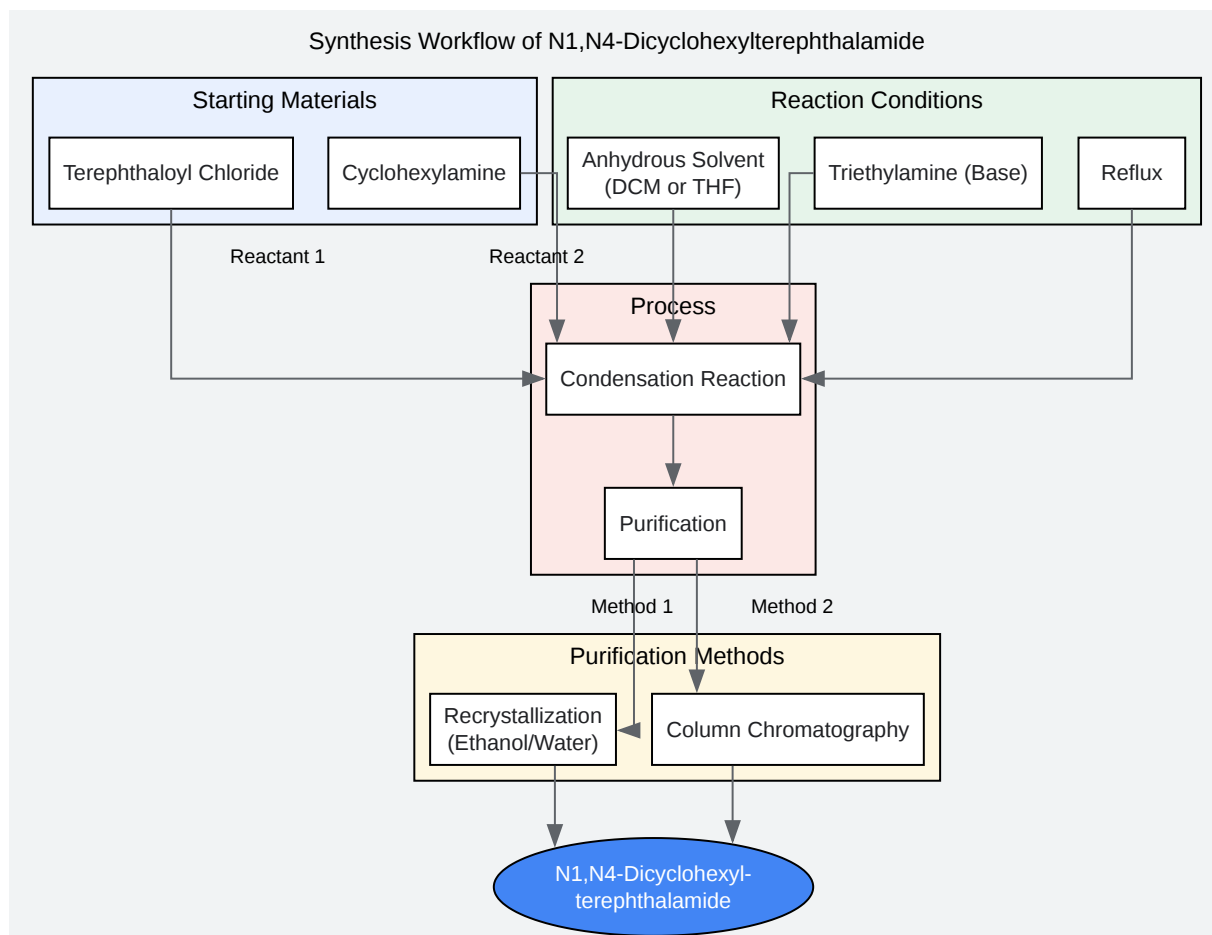 Synthesis Workflow of N1,N4-Dicyclohexylterephthalamide
Starting Materials
Reaction Conditions
Terephthaloyl Chloride
Cyclohexylamine
Anhydrous Solvent
(DCM or THF)
Triethylamine (Base)
Reflux
Reactant 1
Reactant 2
Process
Condensation Reaction
Purification
Method 1
Method 2
Purification Methods
Recrystallization
(Ethanol/Water)
Column Chromatography
N1,N4-Dicyclohexyl-
terephthalamide